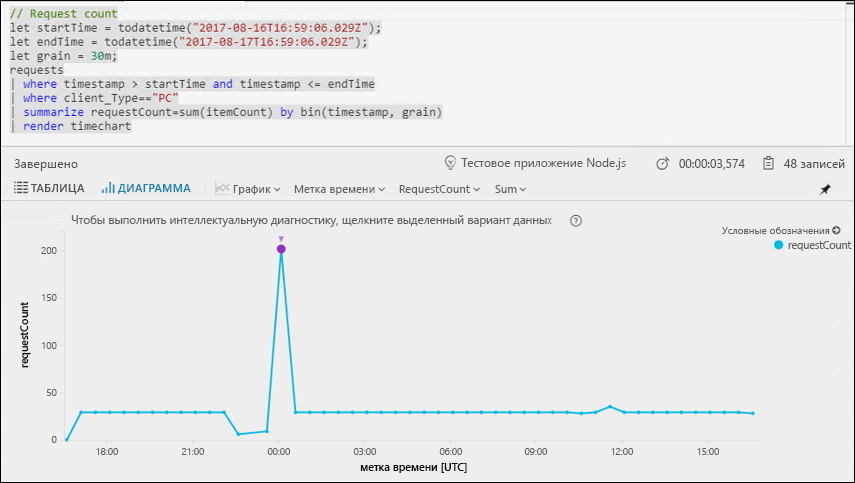 // Request count
let startTime = todatetime("2017-08-16T16:59:06.029Z");
let endTime = todatetime("2017-08-17T16:59:06.029Z");
let grain = 30m;
requests
| where timestamp > startTime and timestamp <= endTime
| where client_Type=="PC"
| summarize requestCount=sum(itemCount) by bin(timestamp, grain)
| render timechart
Завершено Тестовое приложение Node.js 00:00:03,574 48 записей
ТАБЛИЦА ДИАГРАММА График Метка времени RequestCount Sum
Чтобы выполнить интеллектуальную диагностику, щелкните выделенный вариант данных ?
Условные обозначения
requestCount
200
150
100
50
0
requestCount
18:00 21:00 00:00 03:00 06:00 09:00 12:00 15:00
метка времени [UTC]